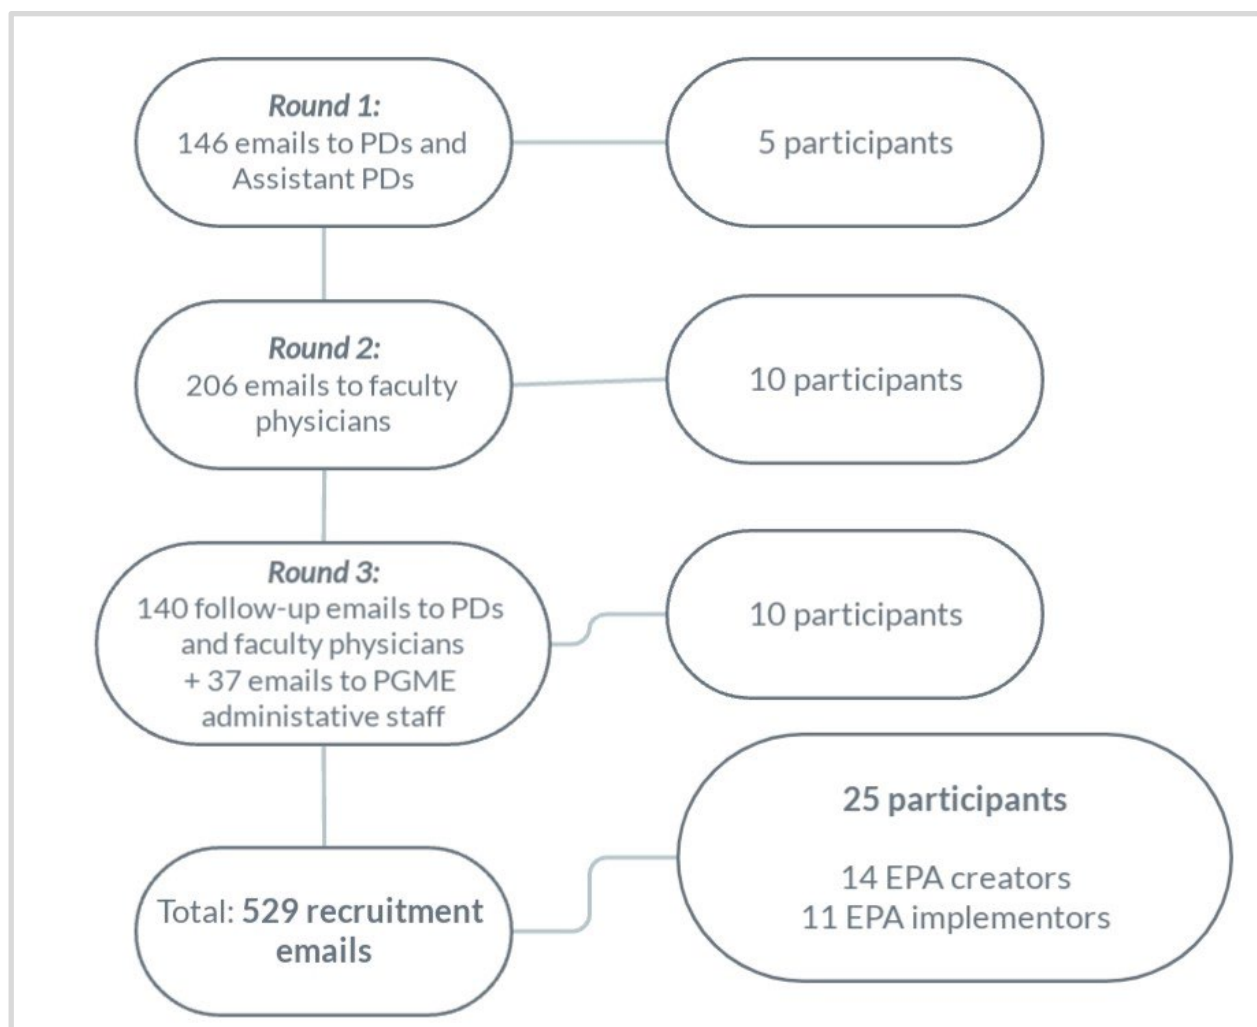 Round 1:
146 emails to PDs and
Assistant PDs
5 participants
Round 2:
206 emails to faculty
physicians
10 participants
Round 3:
140 follow-up emails to PDs
and faculty physicians
+ 37 emails to PGME
administative staff
10 participants
Total: 529 recruitment
emails
25 participants
14 EPA creators
11 EPA implementors